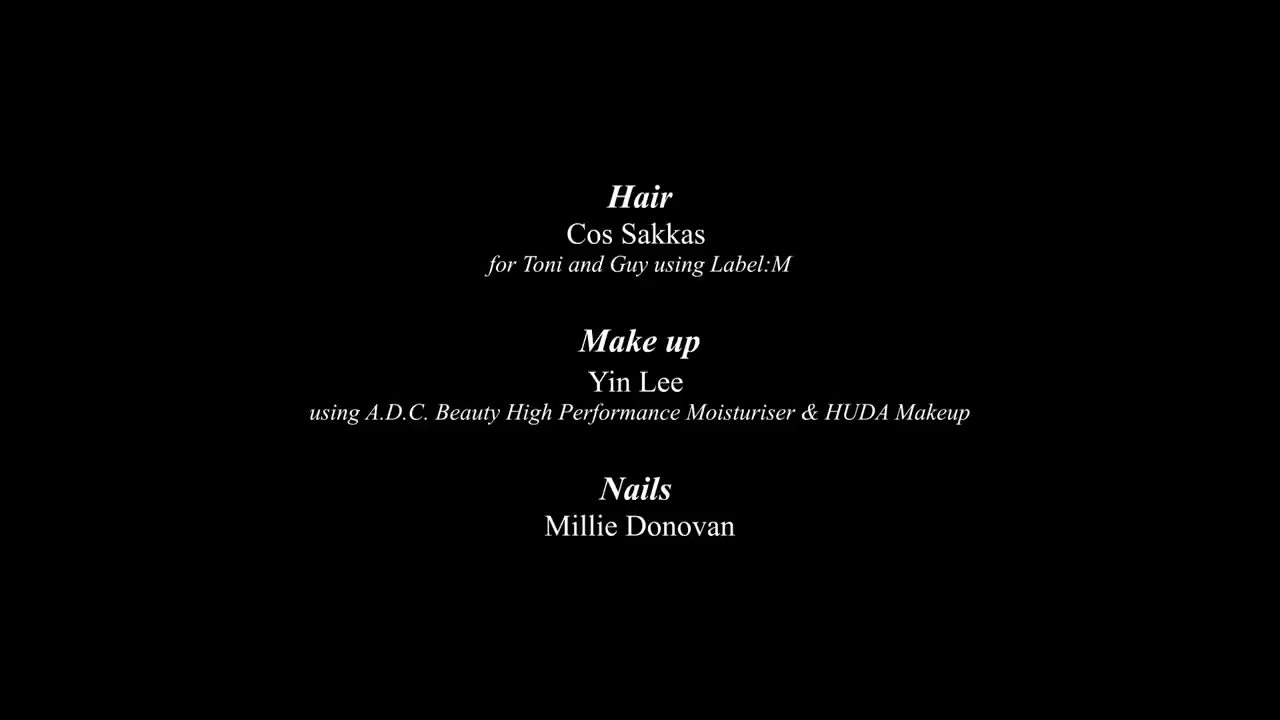 Hair
Cos Sakkas
for Toni and Guy using Label:M
Make up
Yin Lee
using A.D.C. Beauty High Performance Moisturiser & HUDA Makeup
Nails
Millie Donovan